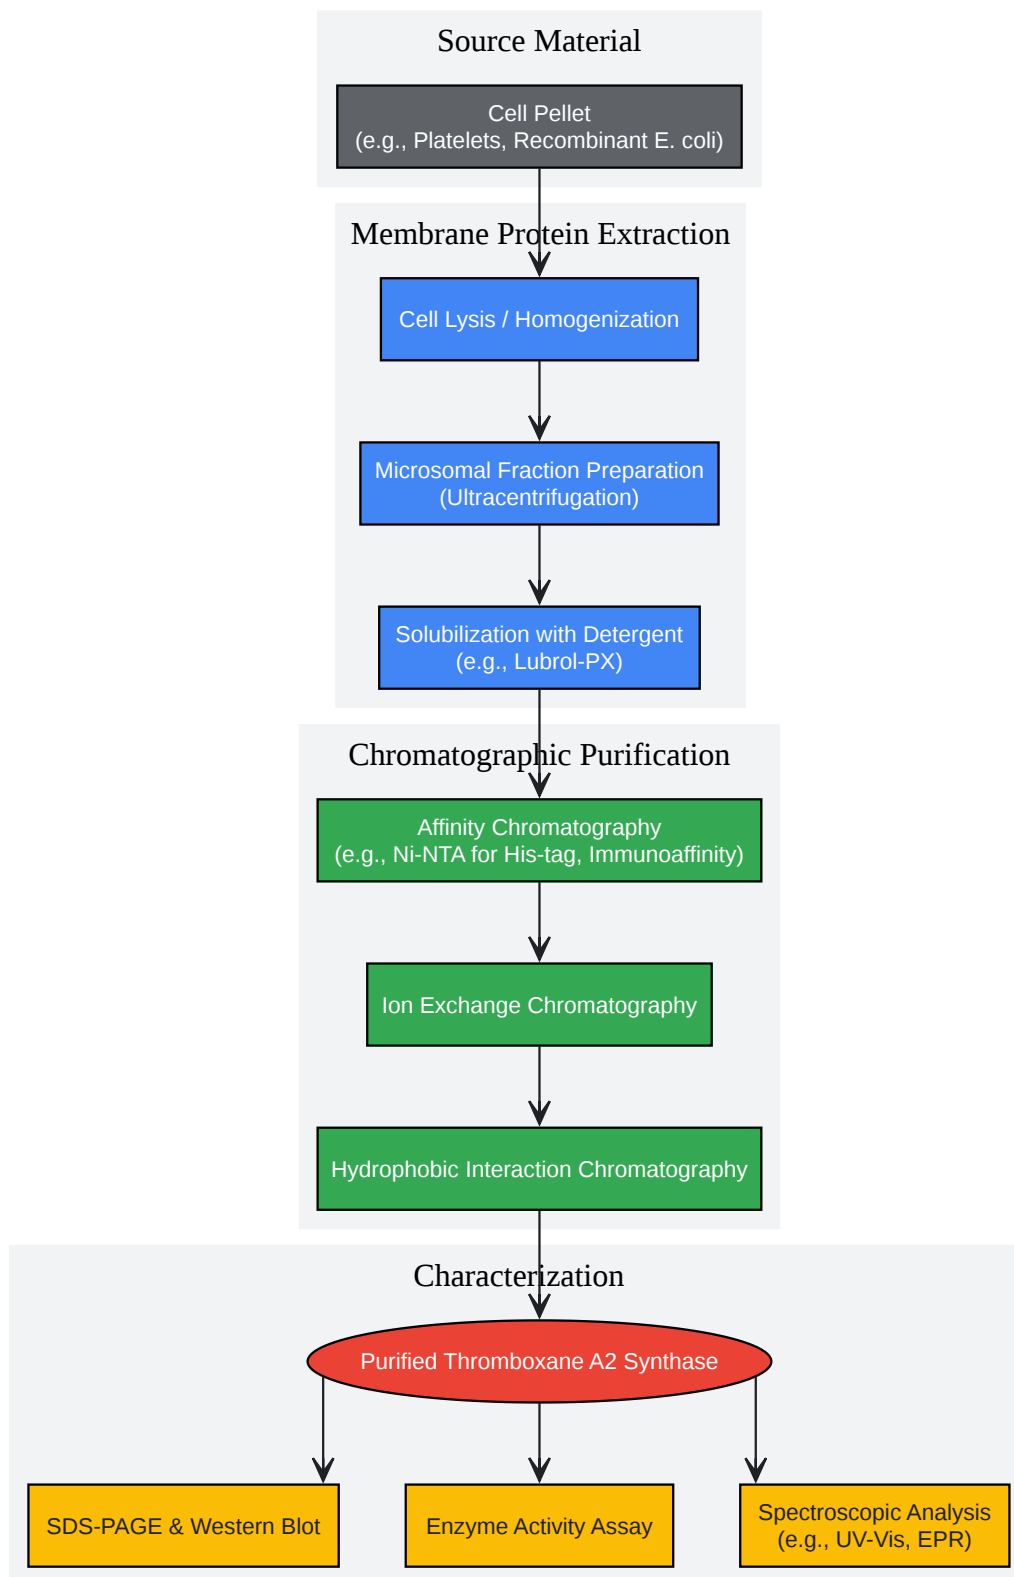 Source Material
Cell Pellet
(e.g., Platelets, Recombinant E. coli)
Membrane Protein Extraction
Cell Lysis / Homogenization
Microsomal Fraction Preparation
(Ultracentrifugation)
Solubilization with Detergent
(e.g., Lubrol-PX)
Chromatographic Purification
Affinity Chromatography
(e.g., Ni-NTA for His-tag, Immunoaffinity)
Ion Exchange Chromatography
Hydrophobic Interaction Chromatography
Characterization
Purified Thromboxane A2 Synthase
SDS-PAGE & Western Blot
Enzyme Activity Assay
Spectroscopic Analysis
(e.g., UV-Vis, EPR)